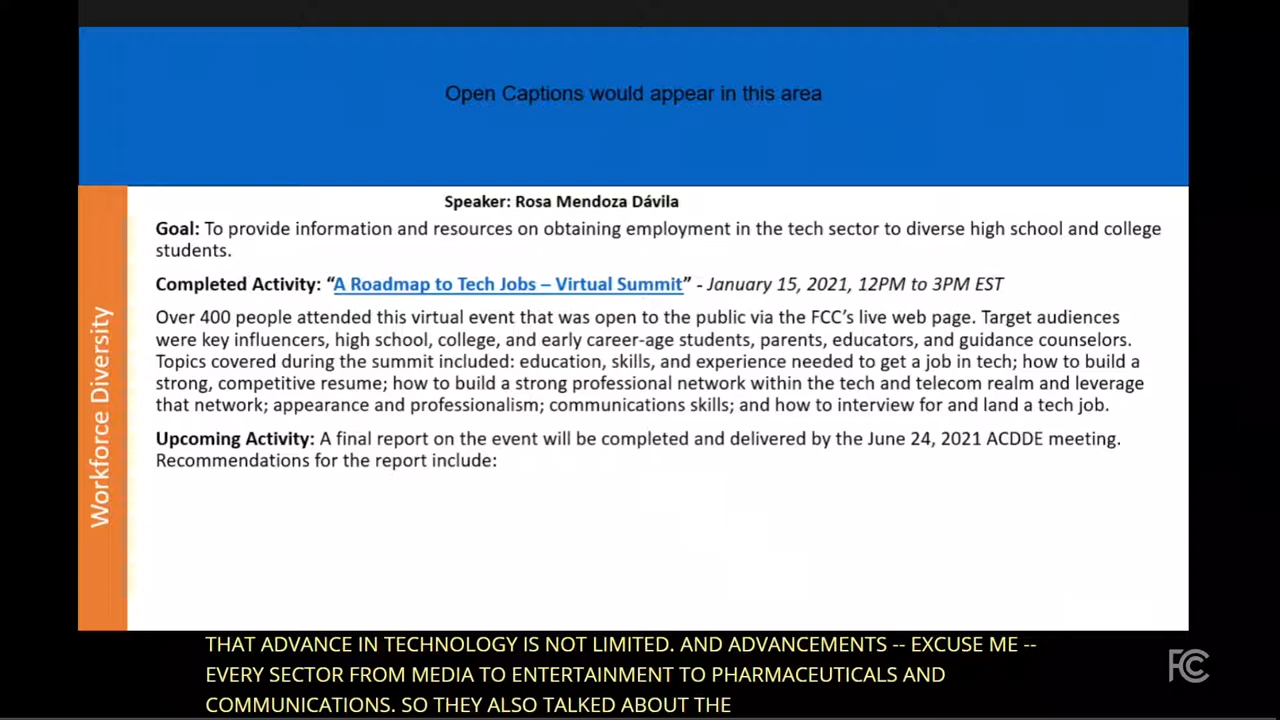 Open Captions would appear in this area
Speaker: Rosa Mendoza Dávila
Goal: To provide information and resources on obtaining employment in the tech sector to diverse high school and college
students.
Completed Activity: “A Roadmap to Tech Jobs – Virtual Summit” - January 15, 2021, 12PM to 3PM EST
Over 400 people attended this virtual event that was open to the public via the FCC’s live web page. Target audiences
were key influencers, high school, college, and early career-age students, parents, educators, and guidance counselors.
Topics covered during the summit included: education, skills, and experience needed to get a job in tech; how to build a
strong, competitive resume; how to build a strong professional network within the tech and telecom realm and leverage
that network; appearance and professionalism; communications skills; and how to interview for and land a tech job.
Upcoming Activity: A final report on the event will be completed and delivered by the June 24, 2021 ACDDE meeting.
Recommendations for the report include:
Workforce Diversity
THAT ADVANCE IN TECHNOLOGY IS NOT LIMITED. AND ADVANCEMENTS -- EXCUSE ME --
EVERY SECTOR FROM MEDIA TO ENTERTAINMENT TO PHARMACEUTICALS AND
COMMUNICATIONS. SO THEY ALSO TALKED ABOUT THE
FCC